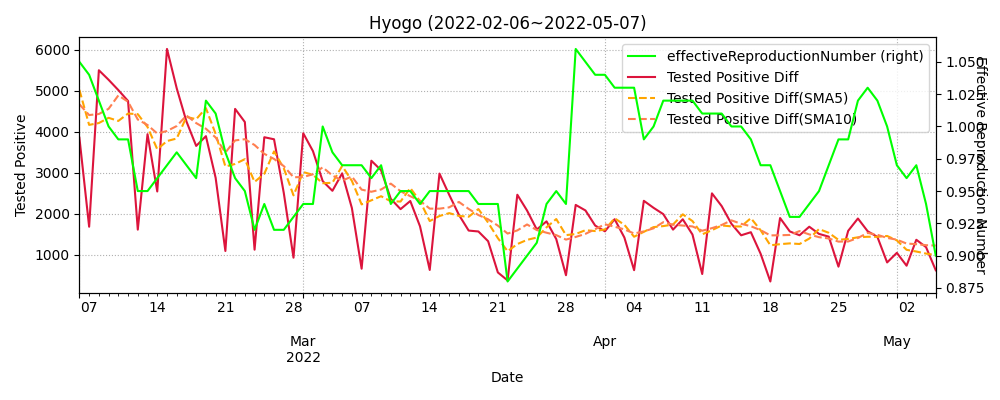 Hyogo (2022-02-06~2022-05-07)
effectiveReproductionNumber (right)
Tested Positive Diff
Tested Positive Diff(SMA5)
Tested Positive Diff(SMA10)
Tested Positive
6000
5000
4000
3000
2000
1000
1.050
1.025
1.000
0.975
0.950
0.925
0.900
0.875
Effective Reproduction Number
07 14 21 28 07 14 21 28 04 11 18 25 02
Mar Apr May
2022
Date